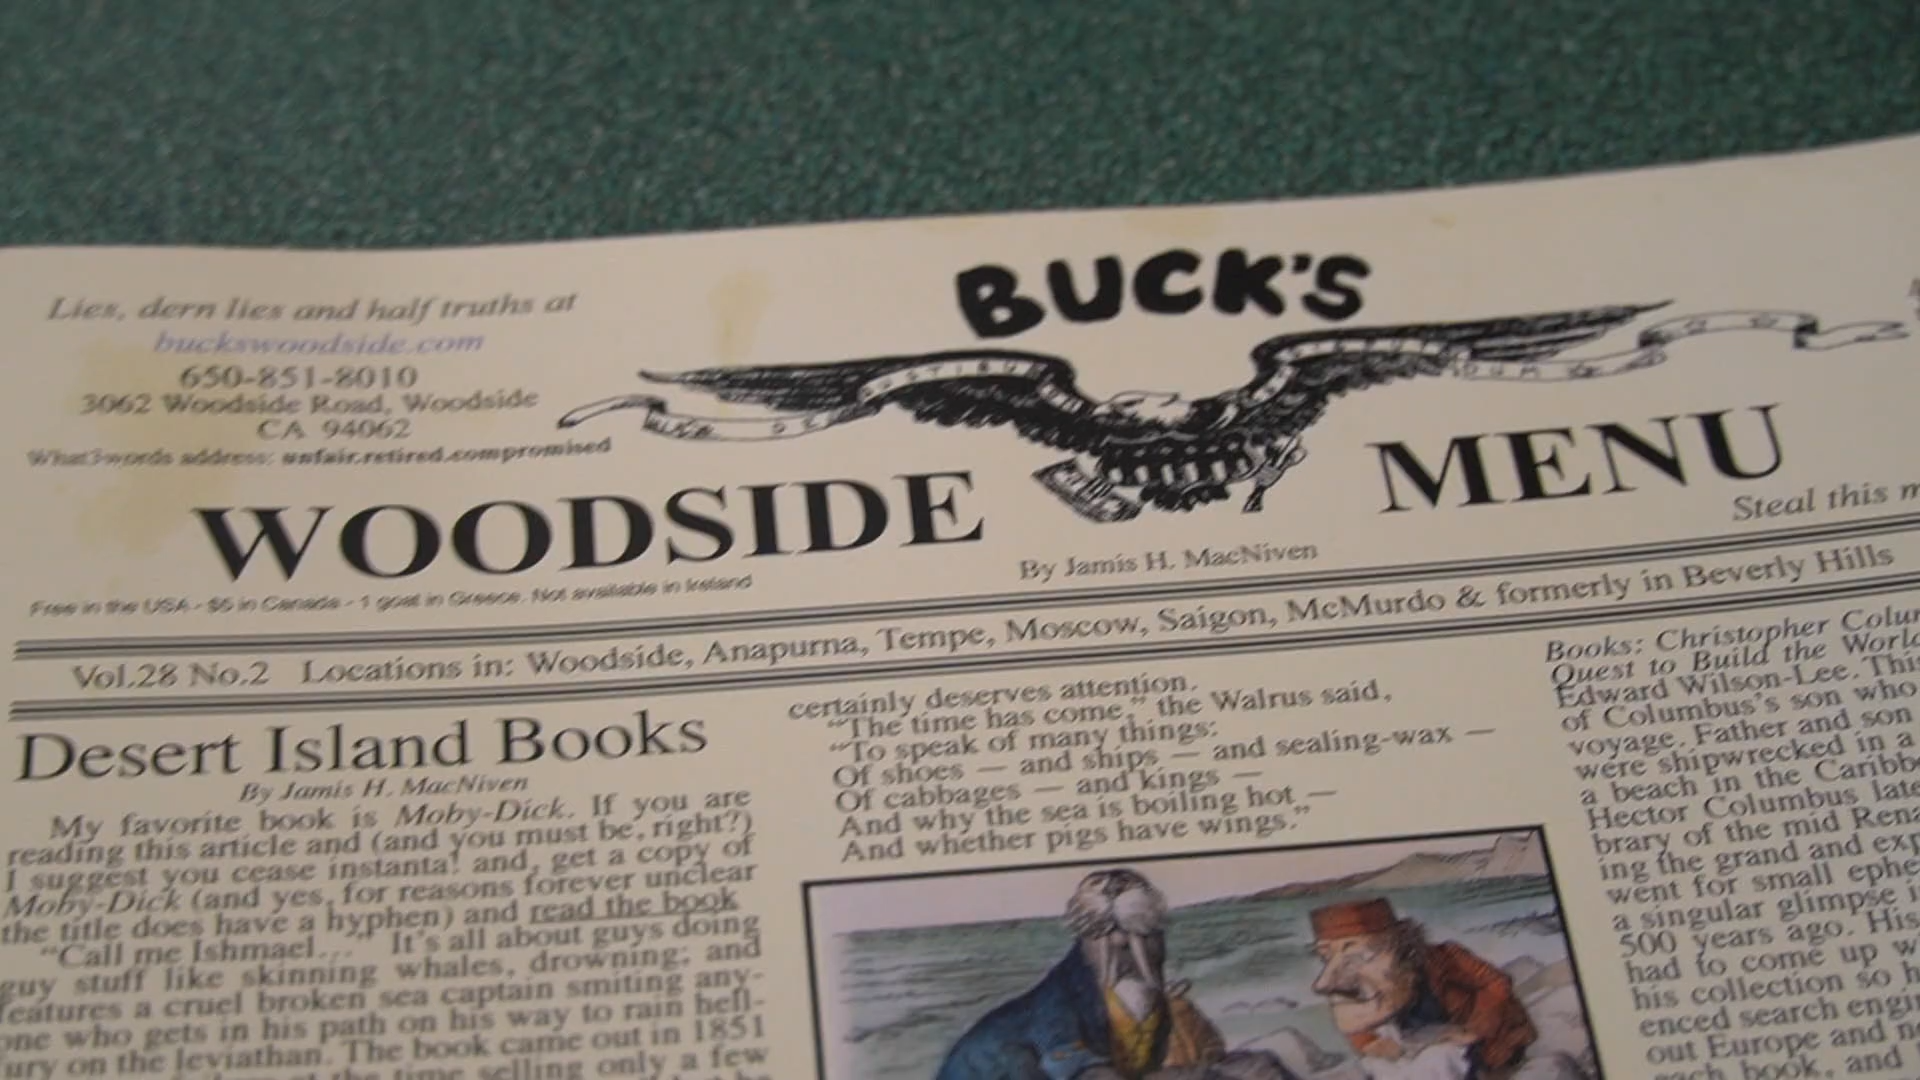 Lies, dern lies and half truths at
buckswoodside.com
650-851-8010
3062 Woodside Road, Woodside
CA 94062
What3words address: unfair.retired.compromised
BUCK'S
WOODSIDE MENU
Steal this
By Jamis H. MacNiven
Free in the USA - $5 in Canada - 1 goat in Greece. Not available in Ireland
Vol.28 No.2 Locations in: Woodside, Anapurna, Tempe, Moscow, Saigon, McMurdo & formerly in Beverly Hills
Desert Island Books
By Jamis H. MacNiven
My favorite book is Moby-Dick. If you are
reading this article and (and you must be, right?)
I suggest you cease instanta! and, get a copy of
Moby-Dick (and yes, for reasons forever unclear
the title does have a hyphen) and read the book
"Call me Ishmael..." It's all about guys doing
guy stuff like skinning whales, drowning; and
features a cruel broken sea captain smiting any-
one who gets in his path on his way to rain hell-
fury on the leviathan. The book came out in 1851
at the time selling only a few
certainly deserves attention.
"The time has come," the Walrus said,
"To speak of many things:
Of shoes — and ships — and sealing-wax —
Of cabbages — and kings —
And why the sea is boiling hot —
And whether pigs have wings."
Books: Christopher Colum
Quest to Build the World
Edward Wilson-Lee. This
of Columbus's son who
voyage. Father and son
were shipwrecked in a
a beach in the Caribb
Hector Columbus late
brary of the mid Rena
ing the grand and exp
went for small ephe
a singular glimpse i
500 years ago. His
had to come up w
his collection so h
enced search engin
out Europe and n
each book, and